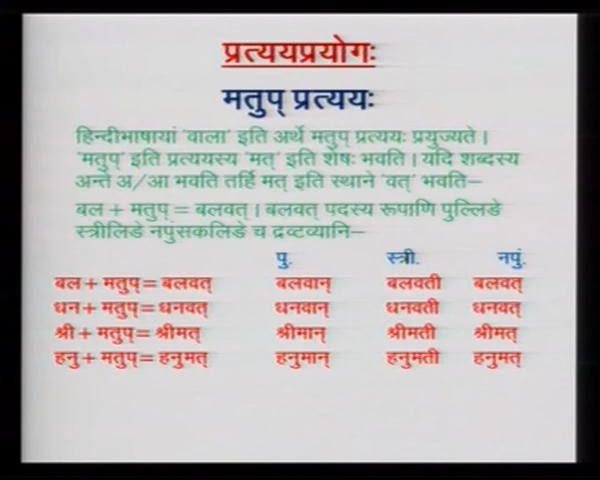 प्रत्ययप्रयोगः
मतुप् प्रत्ययः
हिन्दीभाषायां 'वाला' इति अर्थे मतुप् प्रत्ययः प्रयुज्यते।
'मतुप्' इति प्रत्ययस्य 'मत्' इति शेषः भवति। यदि शब्दस्य
अन्ते अ/आ भवति तर्हि मत् इति स्थाने 'वत्' भवति–
बल + मतुप् = बलवत्। बलवत् पदस्य रूपाणि पुल्लिङे
स्त्रीलिङे नपुंसकलिङे च द्रव्टव्यानि–
पु. स्त्री. नपुं.
बल + मतुप् = बलवत् बलवान् बलवती बलवत्
धन + मतुप् = धनवत् धनवान् धनवती धनवत्
श्री + मतुप् = श्रीमत् श्रीमान् श्रीमती श्रीमत्
हनु + मतुप् = हनुमत् हनुमान् हनुमती हनुमत्